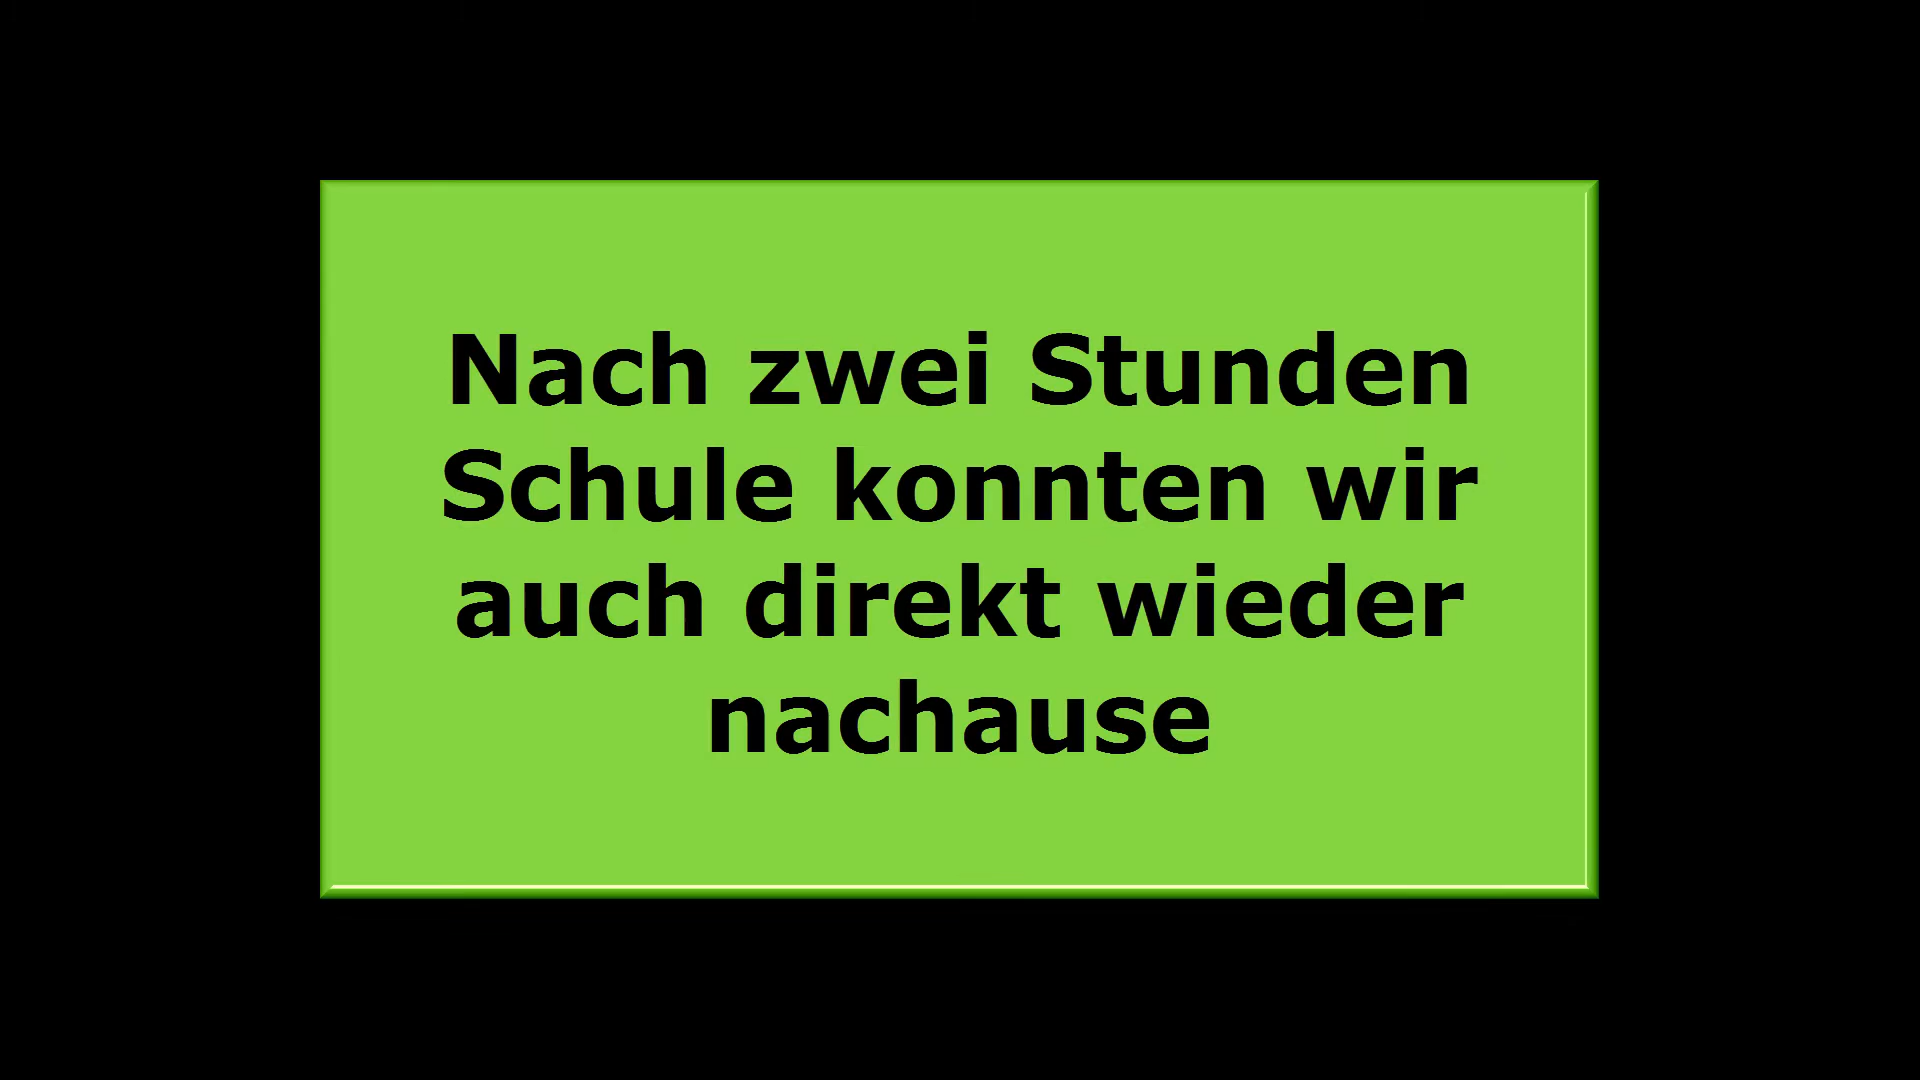 Nach zwei Stunden
Schule konnten wir
auch direkt wieder
nachause